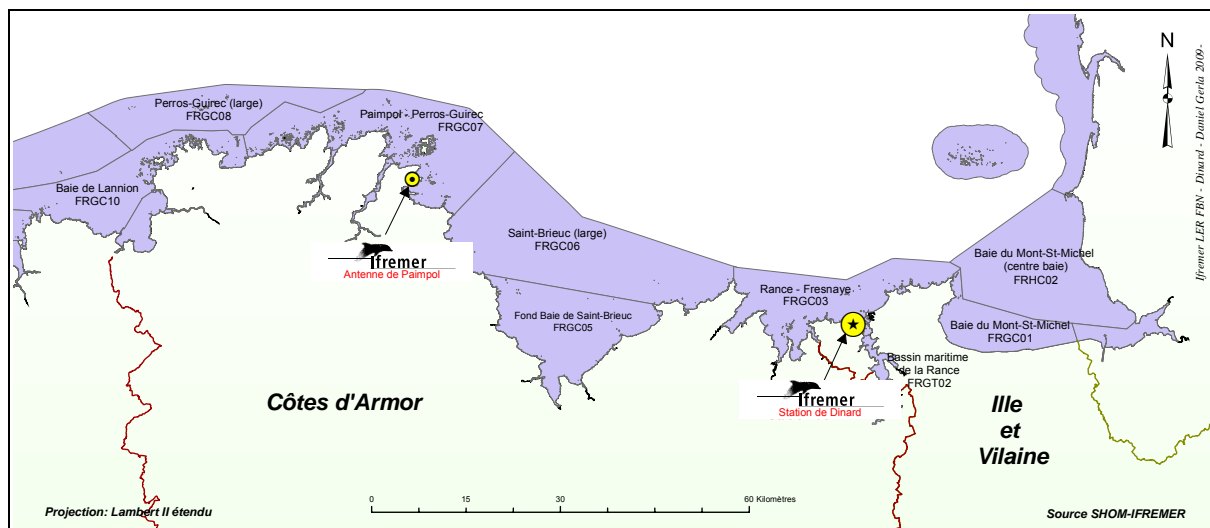 Perros-Guirec (large)
FRGC08
Paimpol - Perros-Guirec
FRGC07
N
Ifremer LER FBN - Dinard - Daniel Gerla 2009-
Baie de Lannion
FRGC10
Saint-Brieuc (large)
FRGC06
Ifremer
Antenne de Paimpol
Baie du Mont-St-Michel
(centre baie)
FRHC02
Rance - Fresnaye
FRGC03
Fond Baie de Saint-Brieuc
FRGC05
Baie du Mont-St-Michel
FRGC01
Bassin maritime
de la Rance
FRGT02
Ifremer
Station de Dinard
Côtes d'Armor
Ille
et
Vilaine
0 15 30 60 Kilomètres
Projection: Lambert II étendu
Source SHOM-IFREMER